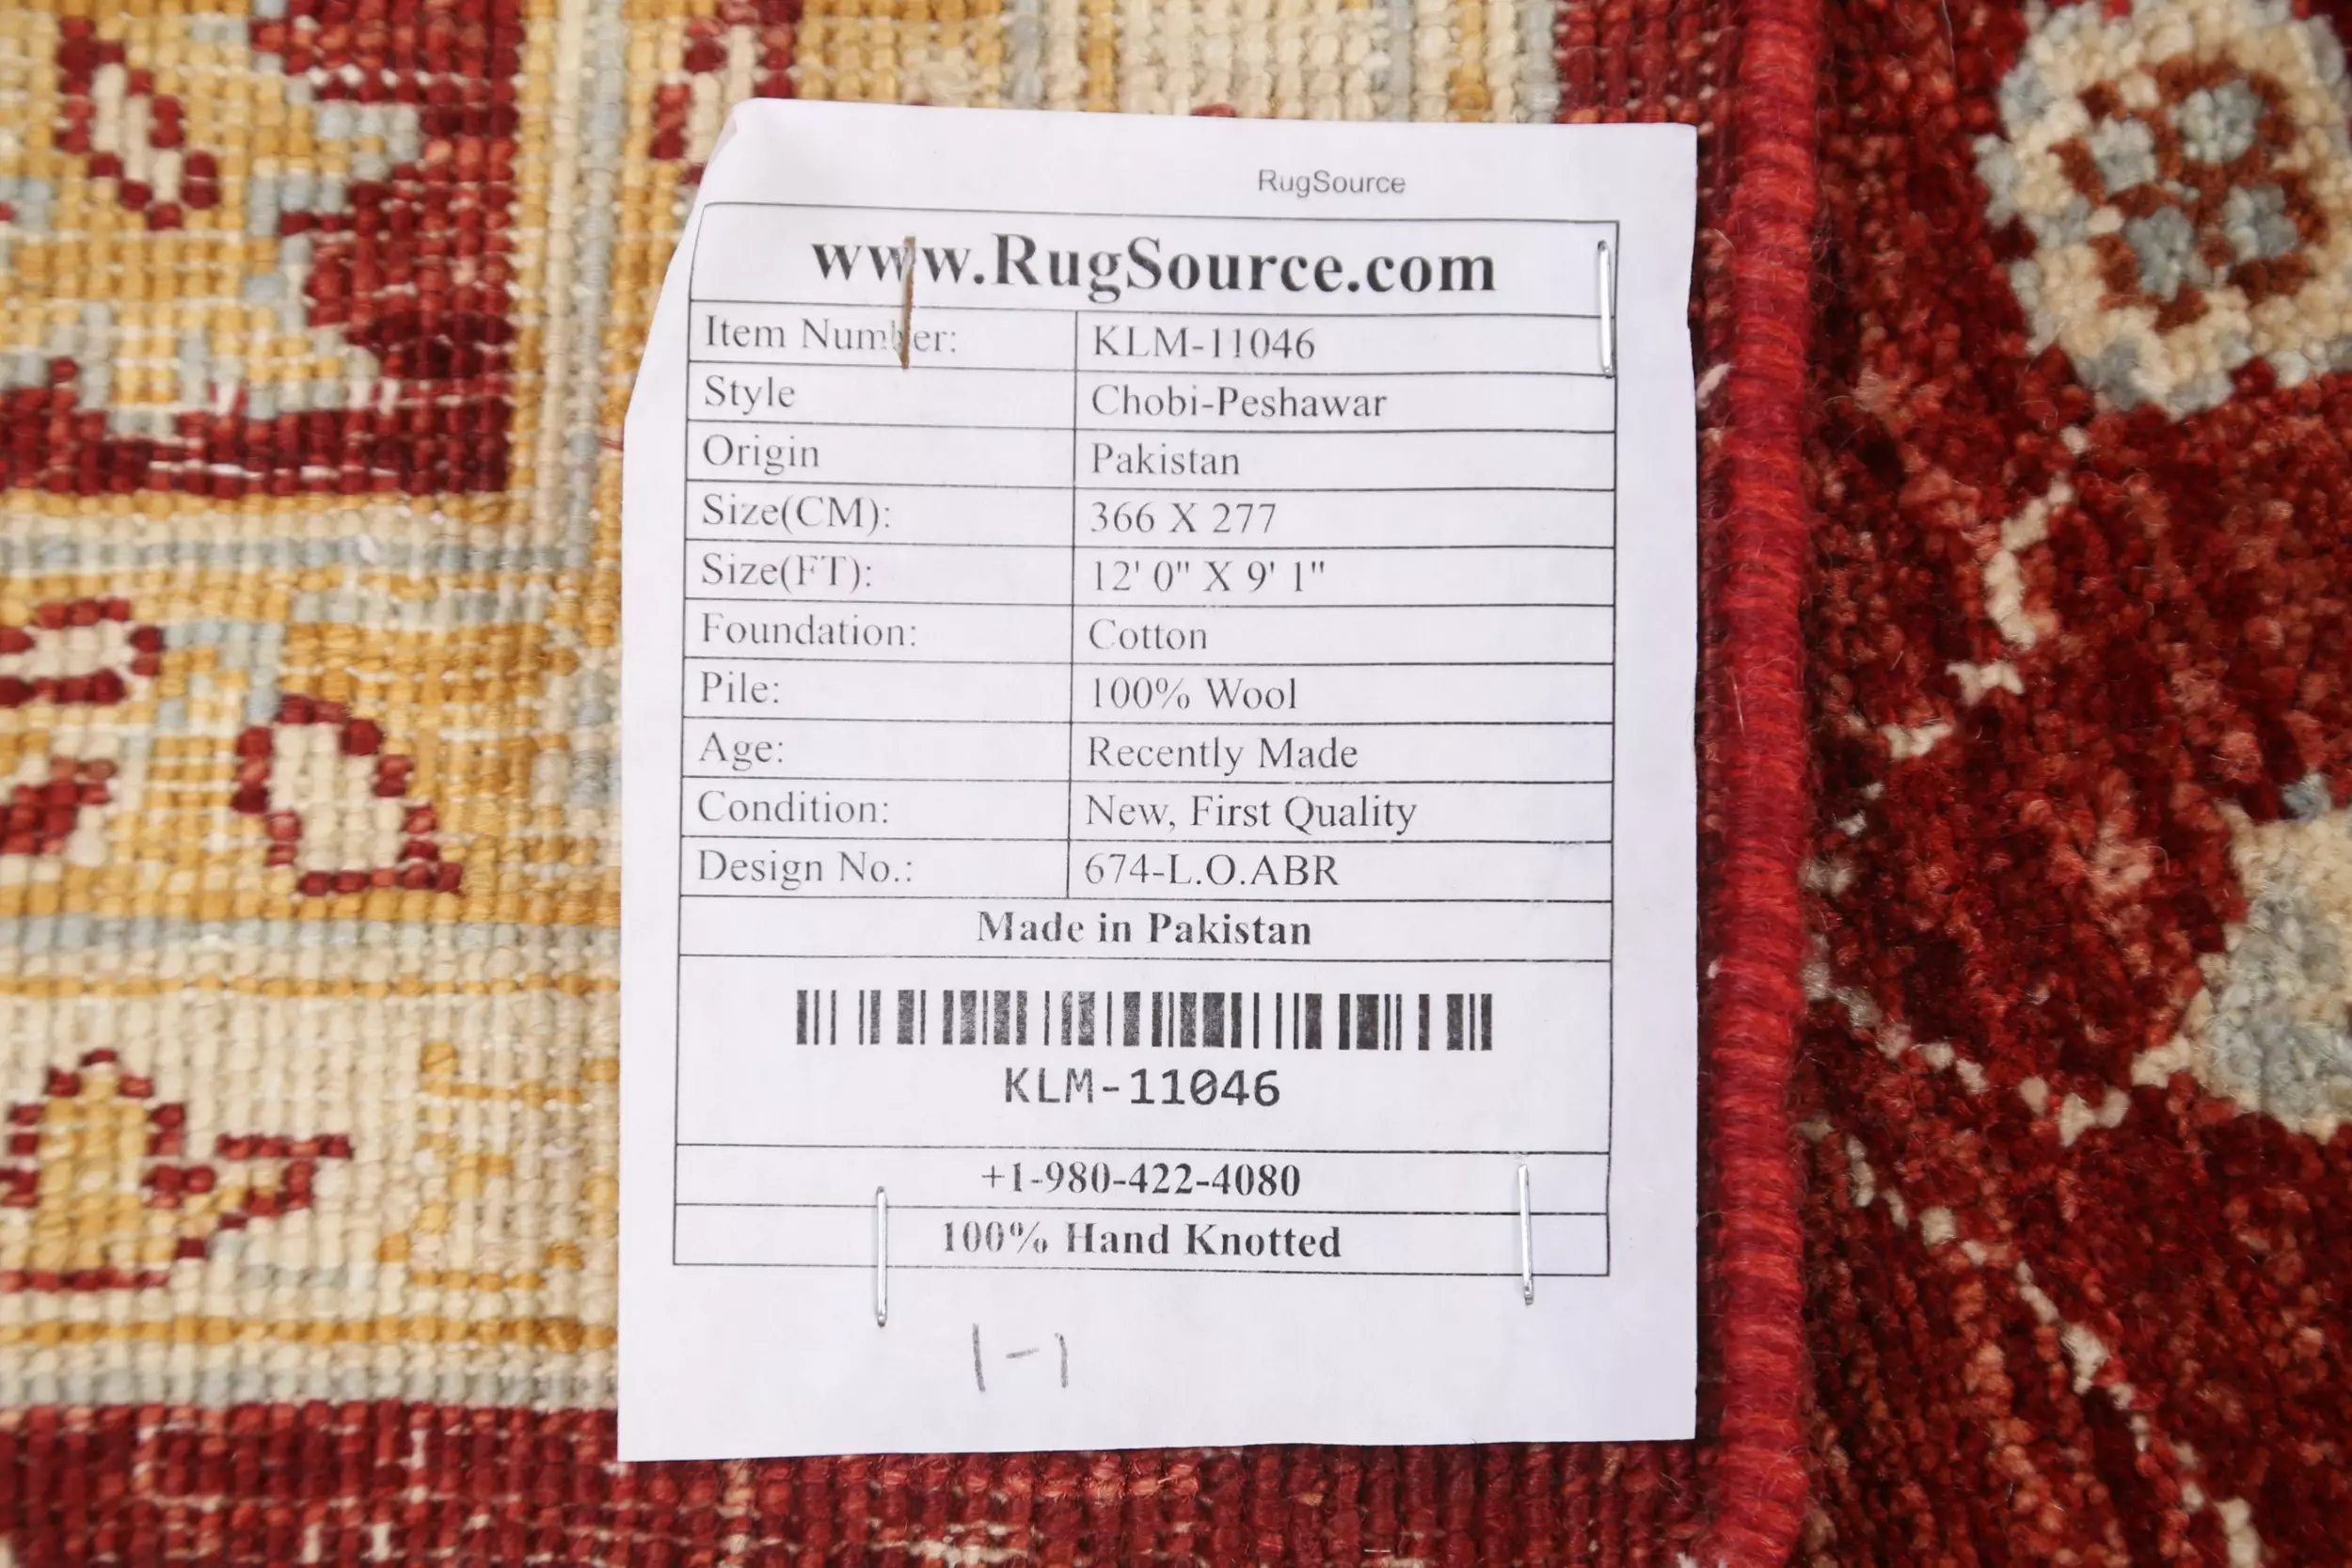 RugSource
www.RugSource.com
Item Number: KLM-11046
Style Chobi-Peshawar
Origin Pakistan
Size(CM): 366 X 277
Size(FT): 12' 0" X 9' 1"
Foundation: Cotton
Pile: 100% Wool
Age: Recently Made
Condition: New, First Quality
Design No.: 674-L.O.ABR
Made in Pakistan
KLM-11046
+1-980-422-4080
100% Hand Knotted
1-1